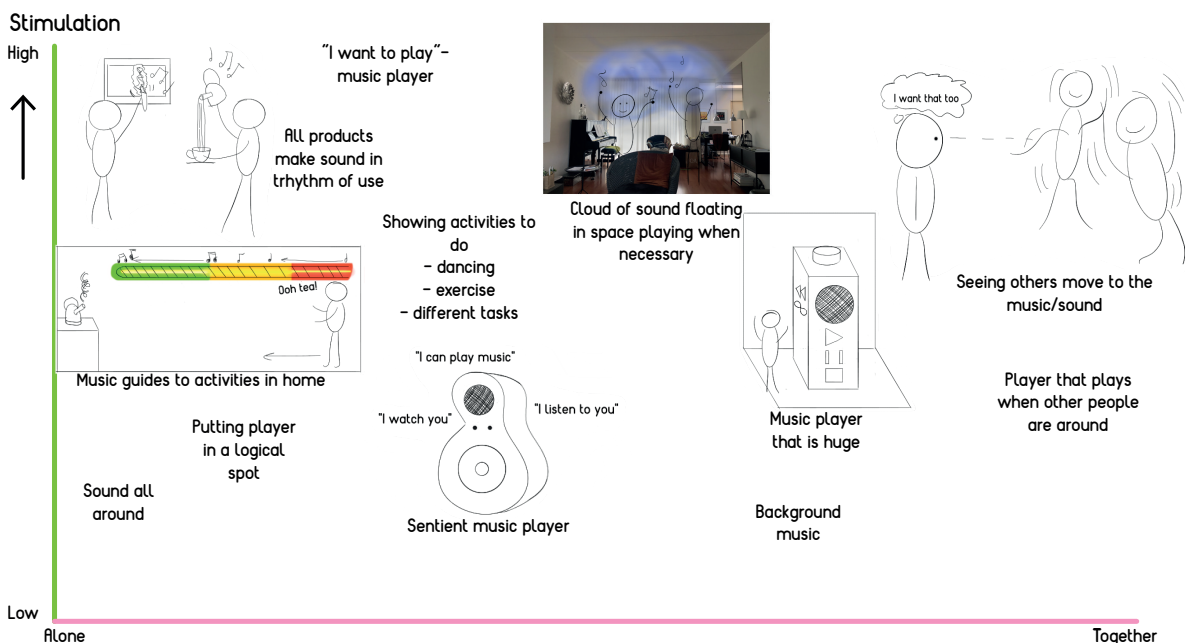 Stimulation
High
"I want to play"-
music player
All products
make sound in
trhythm of use
I want that too
Cloud of sound floating
in space playing when
necessary
Showing activities to
do
- dancing
- exercise
- different tasks
Seeing others move to the
music/sound
Ooh tea!
Music guides to activities in home
"I can play music"
"I watch you"
"I listen to you"
Sentient music player
Music player
that is huge
Player that plays
when other people
are around
Putting player
in a logical
spot
Sound all
around
Background
music
Low
Alone
Together